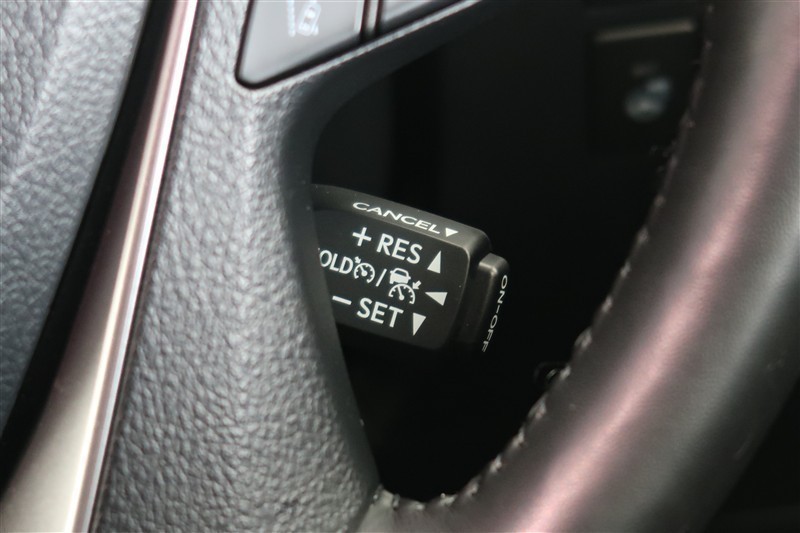 CANCEL▼
+ RES ▲
OLD /
− SET ▼
ON-OFF